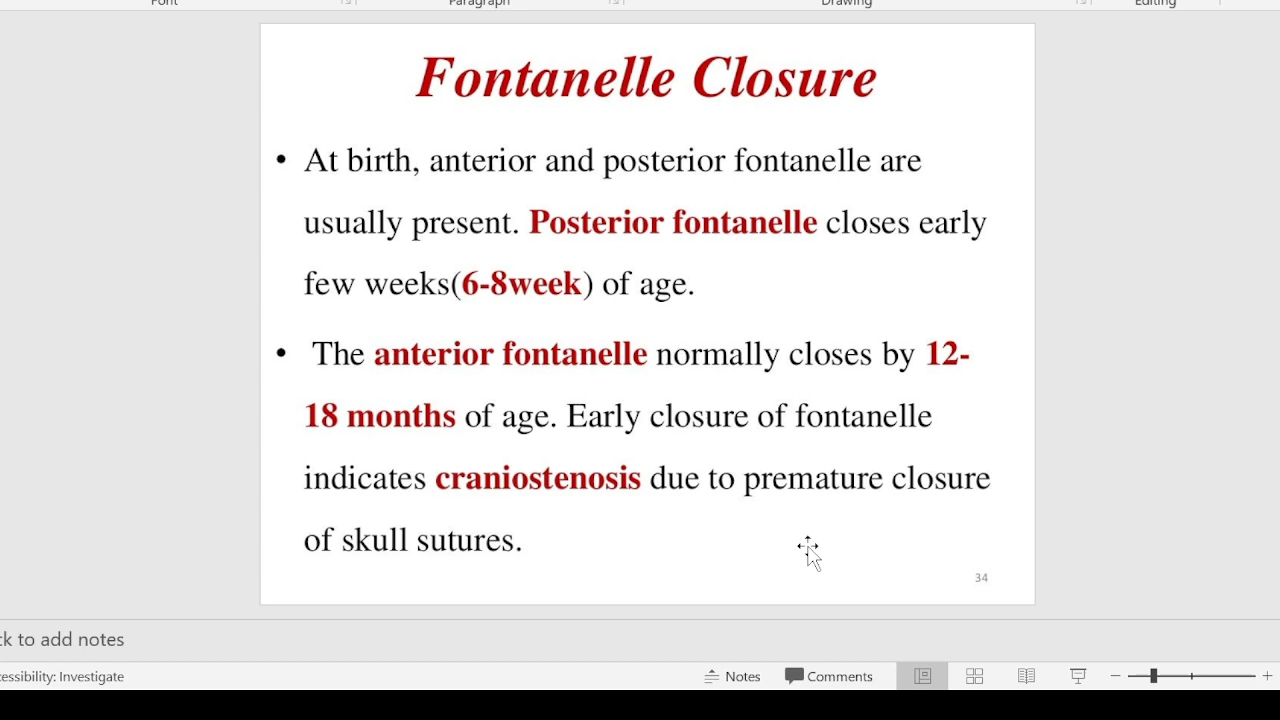 Font Paragraph Drawing Editing
Fontanelle Closure
• At birth, anterior and posterior fontanelle are
usually present. Posterior fontanelle closes early
few weeks(6-8week) of age.
• The anterior fontanelle normally closes by 12-
18 months of age. Early closure of fontanelle
indicates craniostenosis due to premature closure
of skull sutures.
34
ck to add notes
cessibility: Investigate Notes Comments